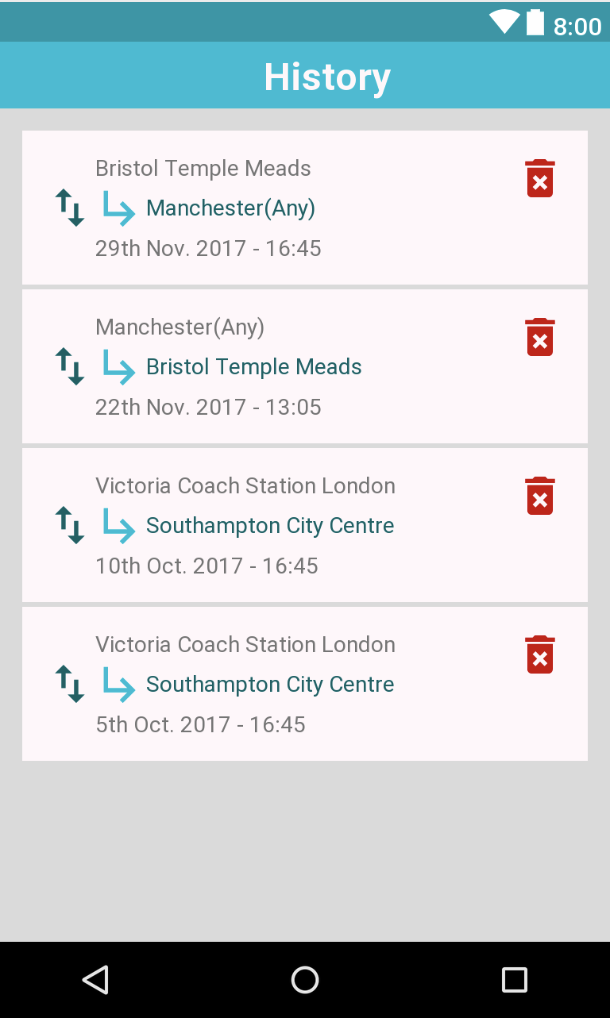 8:00
History
Bristol Temple Meads
Manchester(Any)
29th Nov. 2017 - 16:45
Manchester(Any)
Bristol Temple Meads
22th Nov. 2017 - 13:05
Victoria Coach Station London
Southampton City Centre
10th Oct. 2017 - 16:45
Victoria Coach Station London
Southampton City Centre
5th Oct. 2017 - 16:45